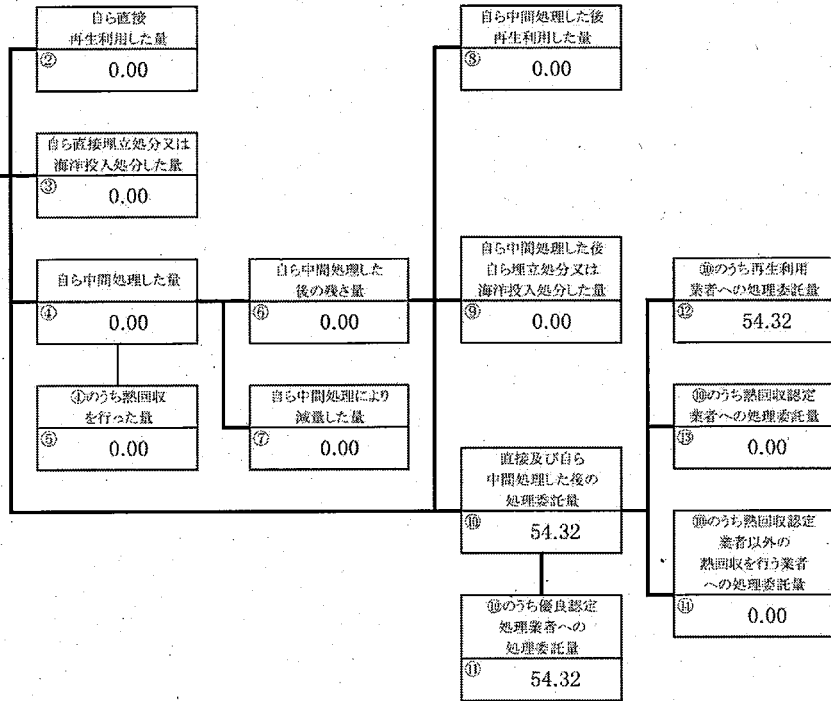 自ら直接
再生利用した量
② 0.00
自ら直接埋立処分又は
海洋投入処分した量
③ 0.00
自ら中間処理した量
④ 0.00
④のうち熱回収
を行った量
⑤ 0.00
自ら中間処理した
後の残さ量
⑥ 0.00
自ら中間処理により
減量した量
⑦ 0.00
自ら中間処理した後
再生利用した量
⑧ 0.00
自ら中間処理した後
自ら埋立処分又は
海洋投入処分した量
⑨ 0.00
直接及び自ら
中間処理した後の
処理委託量
⑩ 54.32
⑩のうち優良認定
処理業者への
処理委託量
⑪ 54.32
⑩のうち再生利用
業者への処理委託量
⑫ 54.32
⑩のうち熱回収認定
業者への処理委託量
⑬ 0.00
⑩のうち熱回収認定
業者以外の
熱回収を行う業者
への処理委託量
⑭ 0.00